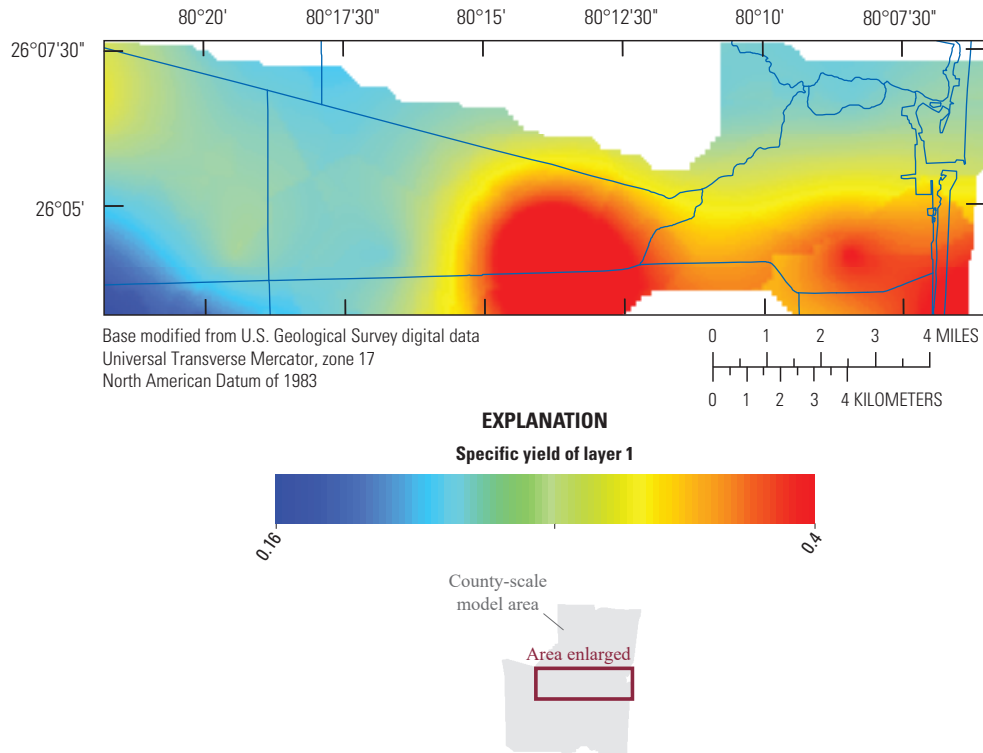 80°20' 80°17'30" 80°15' 80°12'30" 80°10' 80°07'30"
26°07'30"
26°05'
Base modified from U.S. Geological Survey digital data
Universal Transverse Mercator, zone 17
North American Datum of 1983
0 1 2 3 4 MILES
0 1 2 3 4 KILOMETERS
EXPLANATION
Specific yield of layer 1
0.16 0.4
County-scale
model area
Area enlarged